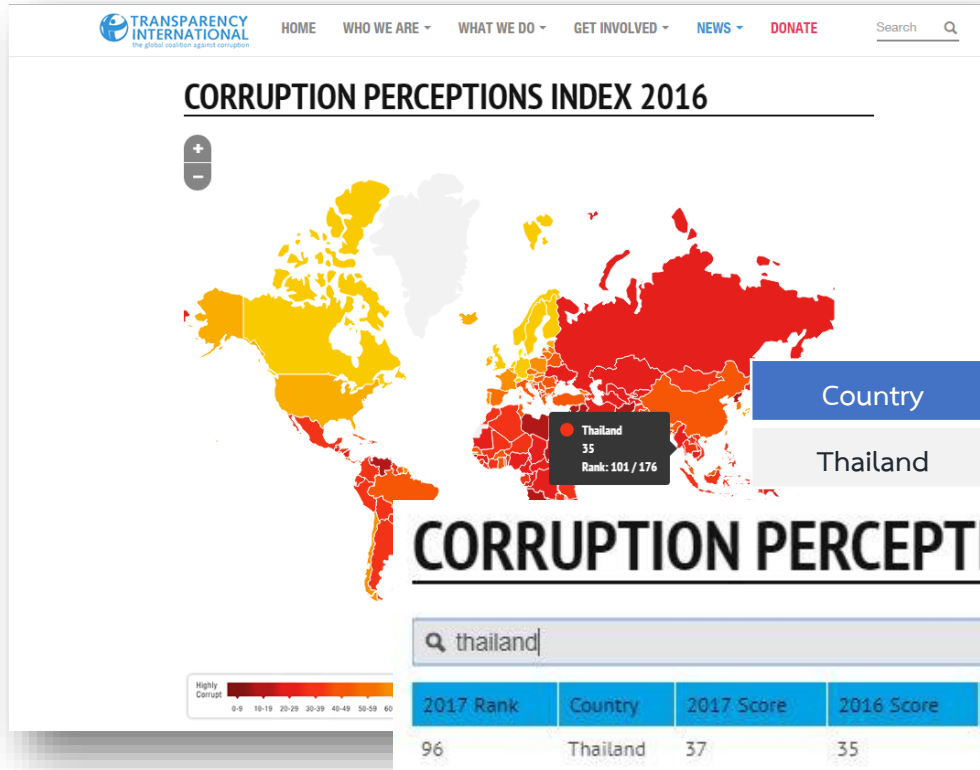 TRANSPARENCY
INTERNATIONAL
the global coalition against corruption
HOME WHO WE ARE WHAT WE DO GET INVOLVED NEWS DONATE Search
CORRUPTION PERCEPTIONS INDEX 2016
+
−
Country
Thailand
Thailand
35
Rank: 101 / 176
CORRUPTION PERCEPTI
thailand
Highly
Corrupt
0-9 10-19 20-29 30-39 40-49 50-59 60
2017 Rank Country 2017 Score 2016 Score
96 Thailand 37 35